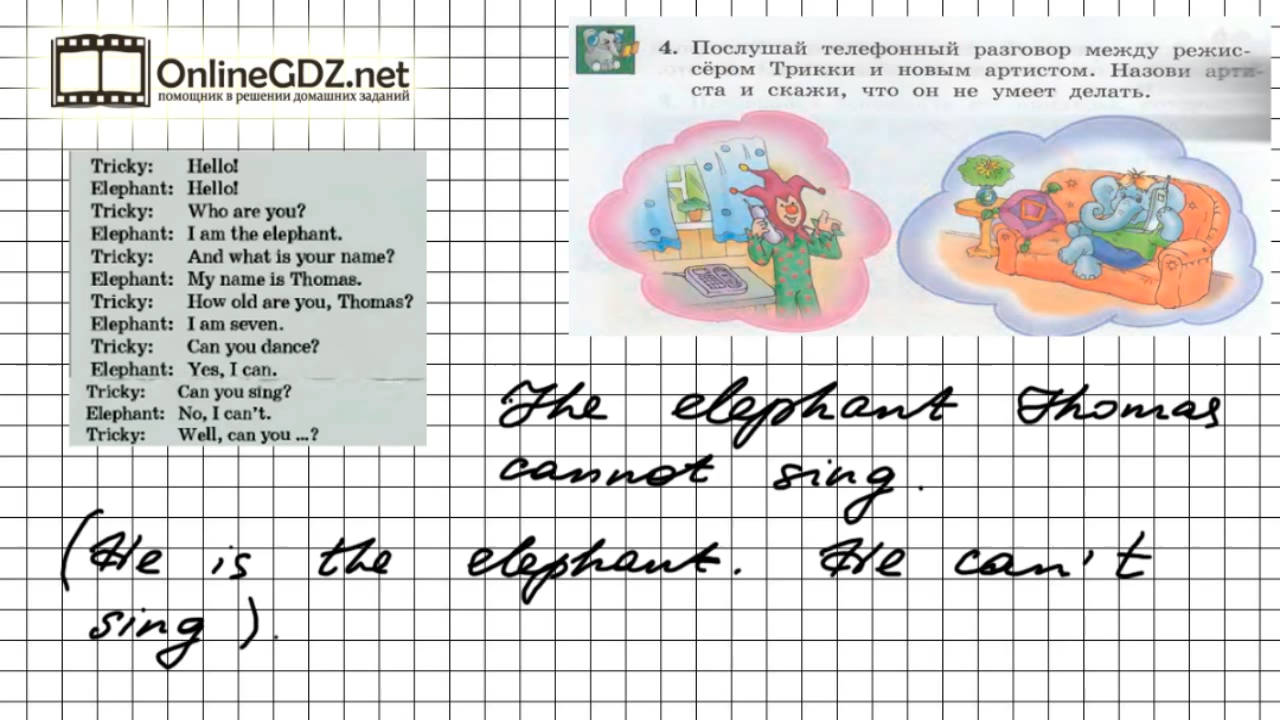 OnlineGDZ.net
помощник в решении домашних заданий
4. Послушай телефонный разговор между режис-
сёром Трикки и новым артистом. Назови арти-
ста и скажи, что он не умеет делать.
Tricky: Hello!
Elephant: Hello!
Tricky: Who are you?
Elephant: I am the elephant.
Tricky: And what is your name?
Elephant: My name is Thomas.
Tricky: How old are you, Thomas?
Elephant: I am seven.
Tricky: Can you dance?
Elephant: Yes, I can.
Tricky: Can you sing?
Elephant: No, I can't.
Tricky: Well, can you ...?
The elephant Thomas
cannot sing.
(He is the elephant. He can't
sing).